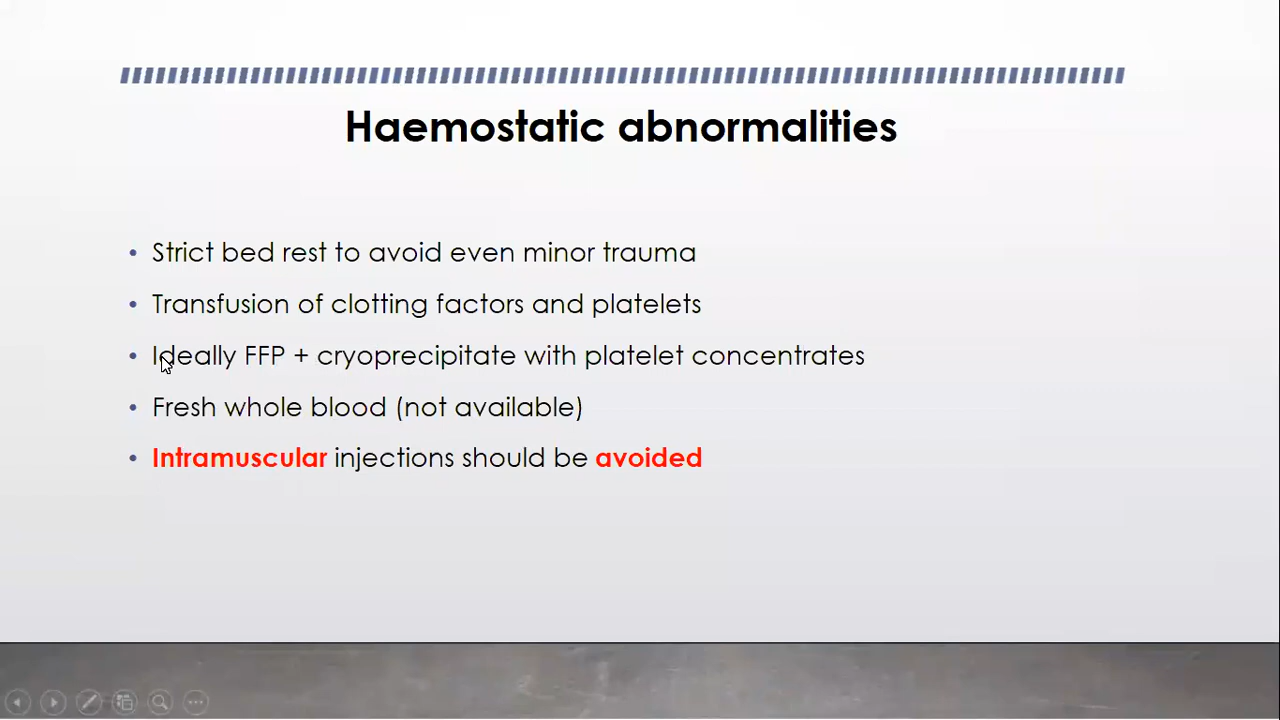 Haemostatic abnormalities
• Strict bed rest to avoid even minor trauma
• Transfusion of clotting factors and platelets
• Ideally FFP + cryoprecipitate with platelet concentrates
• Fresh whole blood (not available)
• Intramuscular injections should be avoided